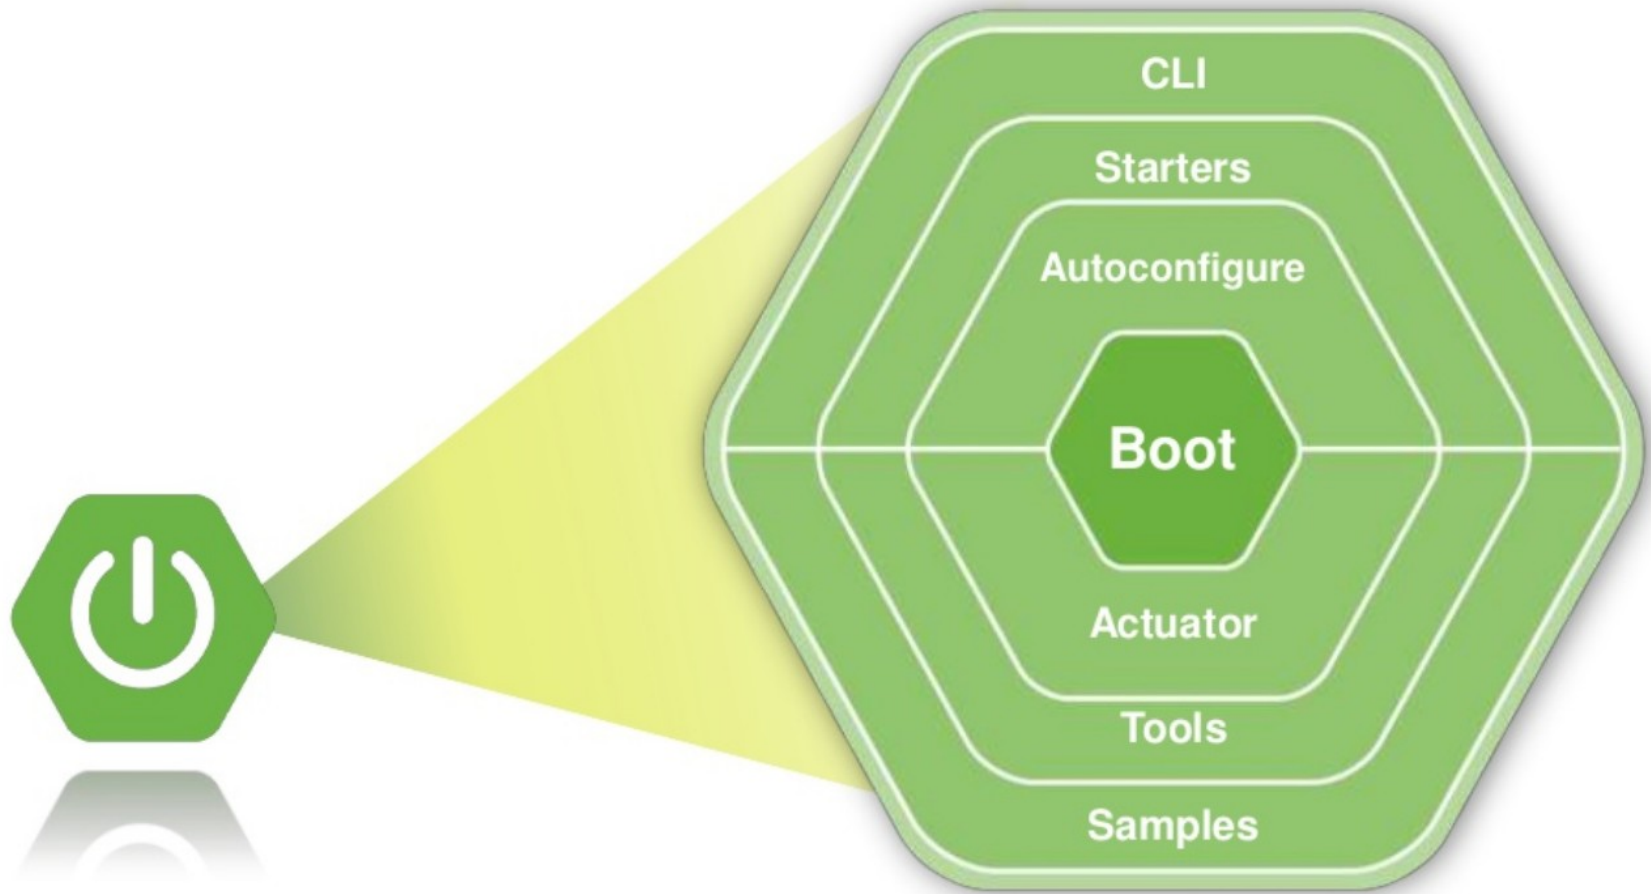 CLI
Starters
Autoconfigure
Boot
Actuator
Tools
Samples